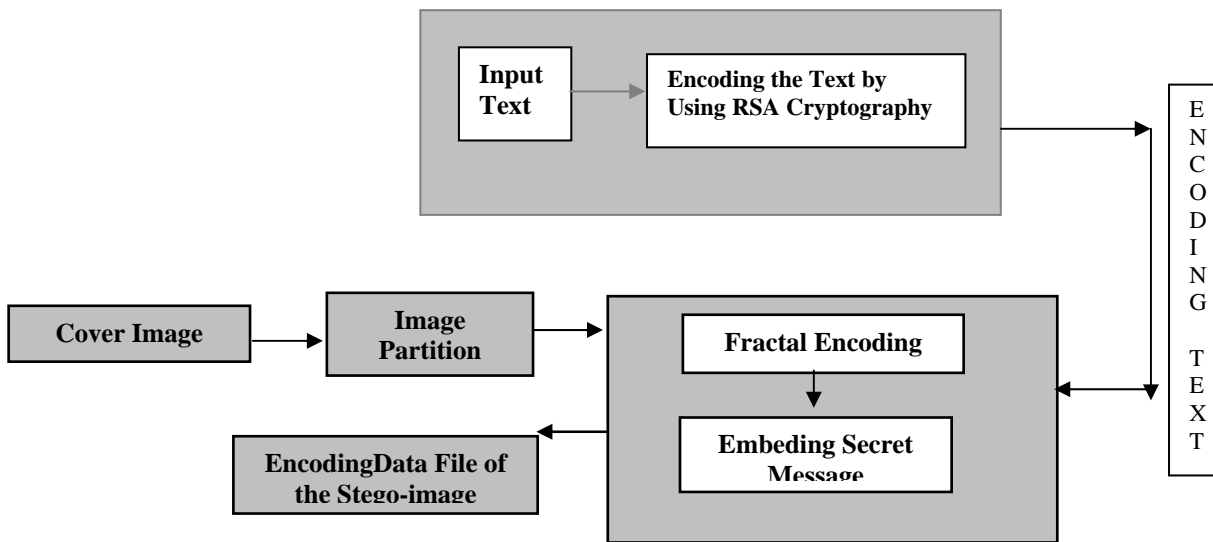 Input
Text
Encoding the Text by
Using RSA Cryptography
E
N
C
O
D
I
N
G
T
E
X
T
Cover Image
Image
Partition
Fractal Encoding
Embeding Secret
Message
EncodingData File of
the Stego-image